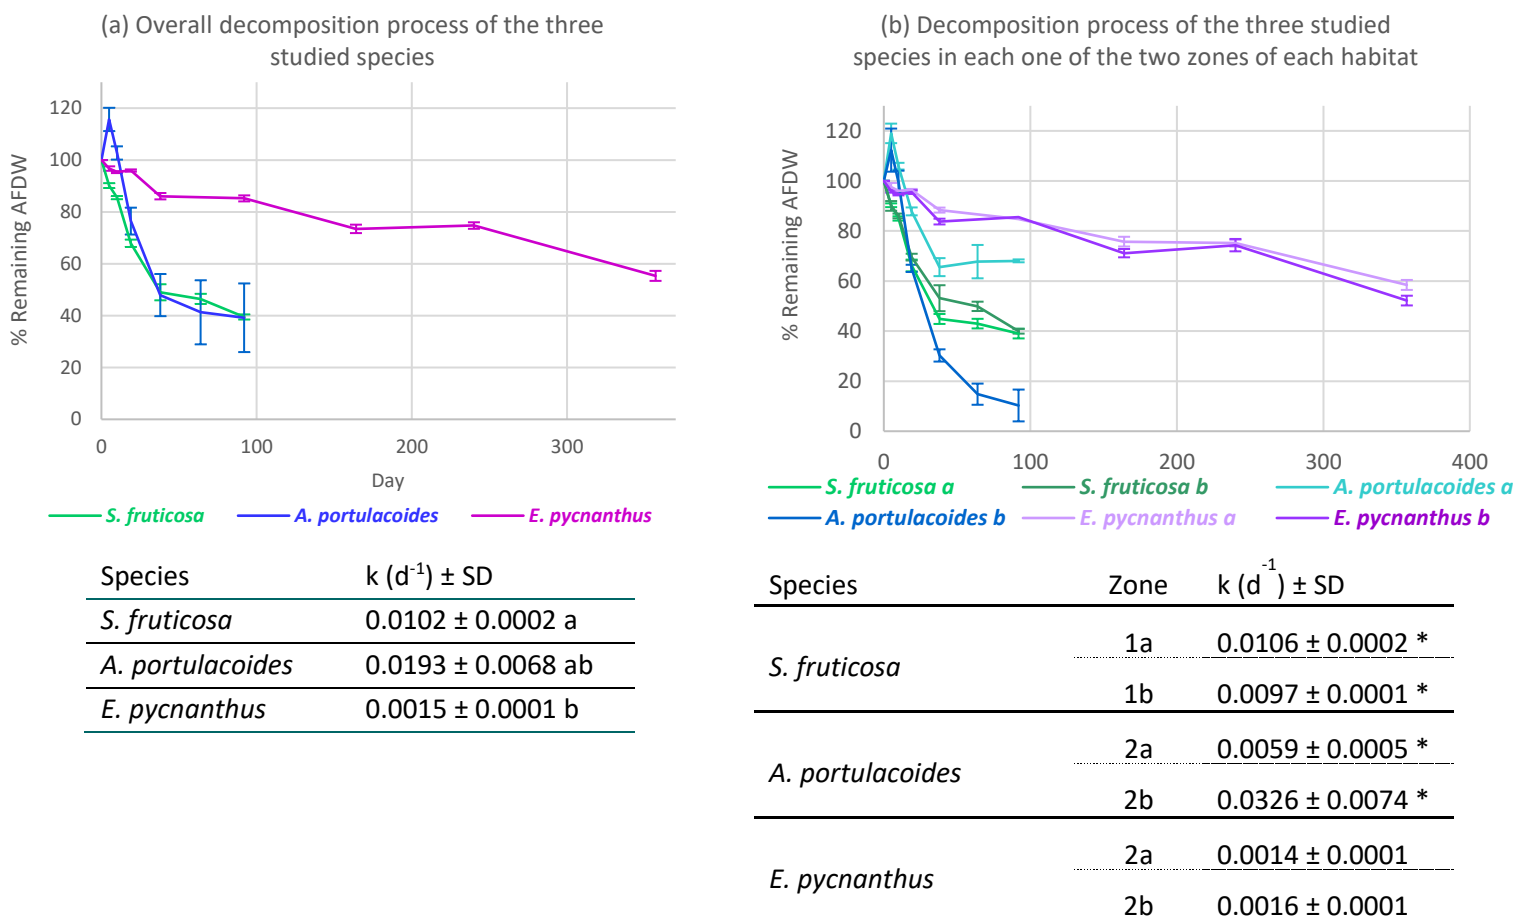 (a) Overall decomposition process of the three
studied species
120
100
80
60
40
20
0
% Remaining AFDW
0 100 200 300
Day
S. fruticosa A. portulacoides E. pycnanthus
Species k (d-1) ± SD
S. fruticosa 0.0102 ± 0.0002 a
A. portulacoides 0.0193 ± 0.0068 ab
E. pycnanthus 0.0015 ± 0.0001 b
(b) Decomposition process of the three studied
species in each one of the two zones of each habitat
120
100
80
60
40
20
0
% Remaining AFDW
0 100 200 300 400
S. fruticosa a S. fruticosa b A. portulacoides a
A. portulacoides b E. pycnanthus a E. pycnanthus b
Species Zone k (d-1) ± SD
S. fruticosa
1a 0.0106 ± 0.0002 *
1b 0.0097 ± 0.0001 *
A. portulacoides
2a 0.0059 ± 0.0005 *
2b 0.0326 ± 0.0074 *
E. pycnanthus
2a 0.0014 ± 0.0001
2b 0.0016 ± 0.0001